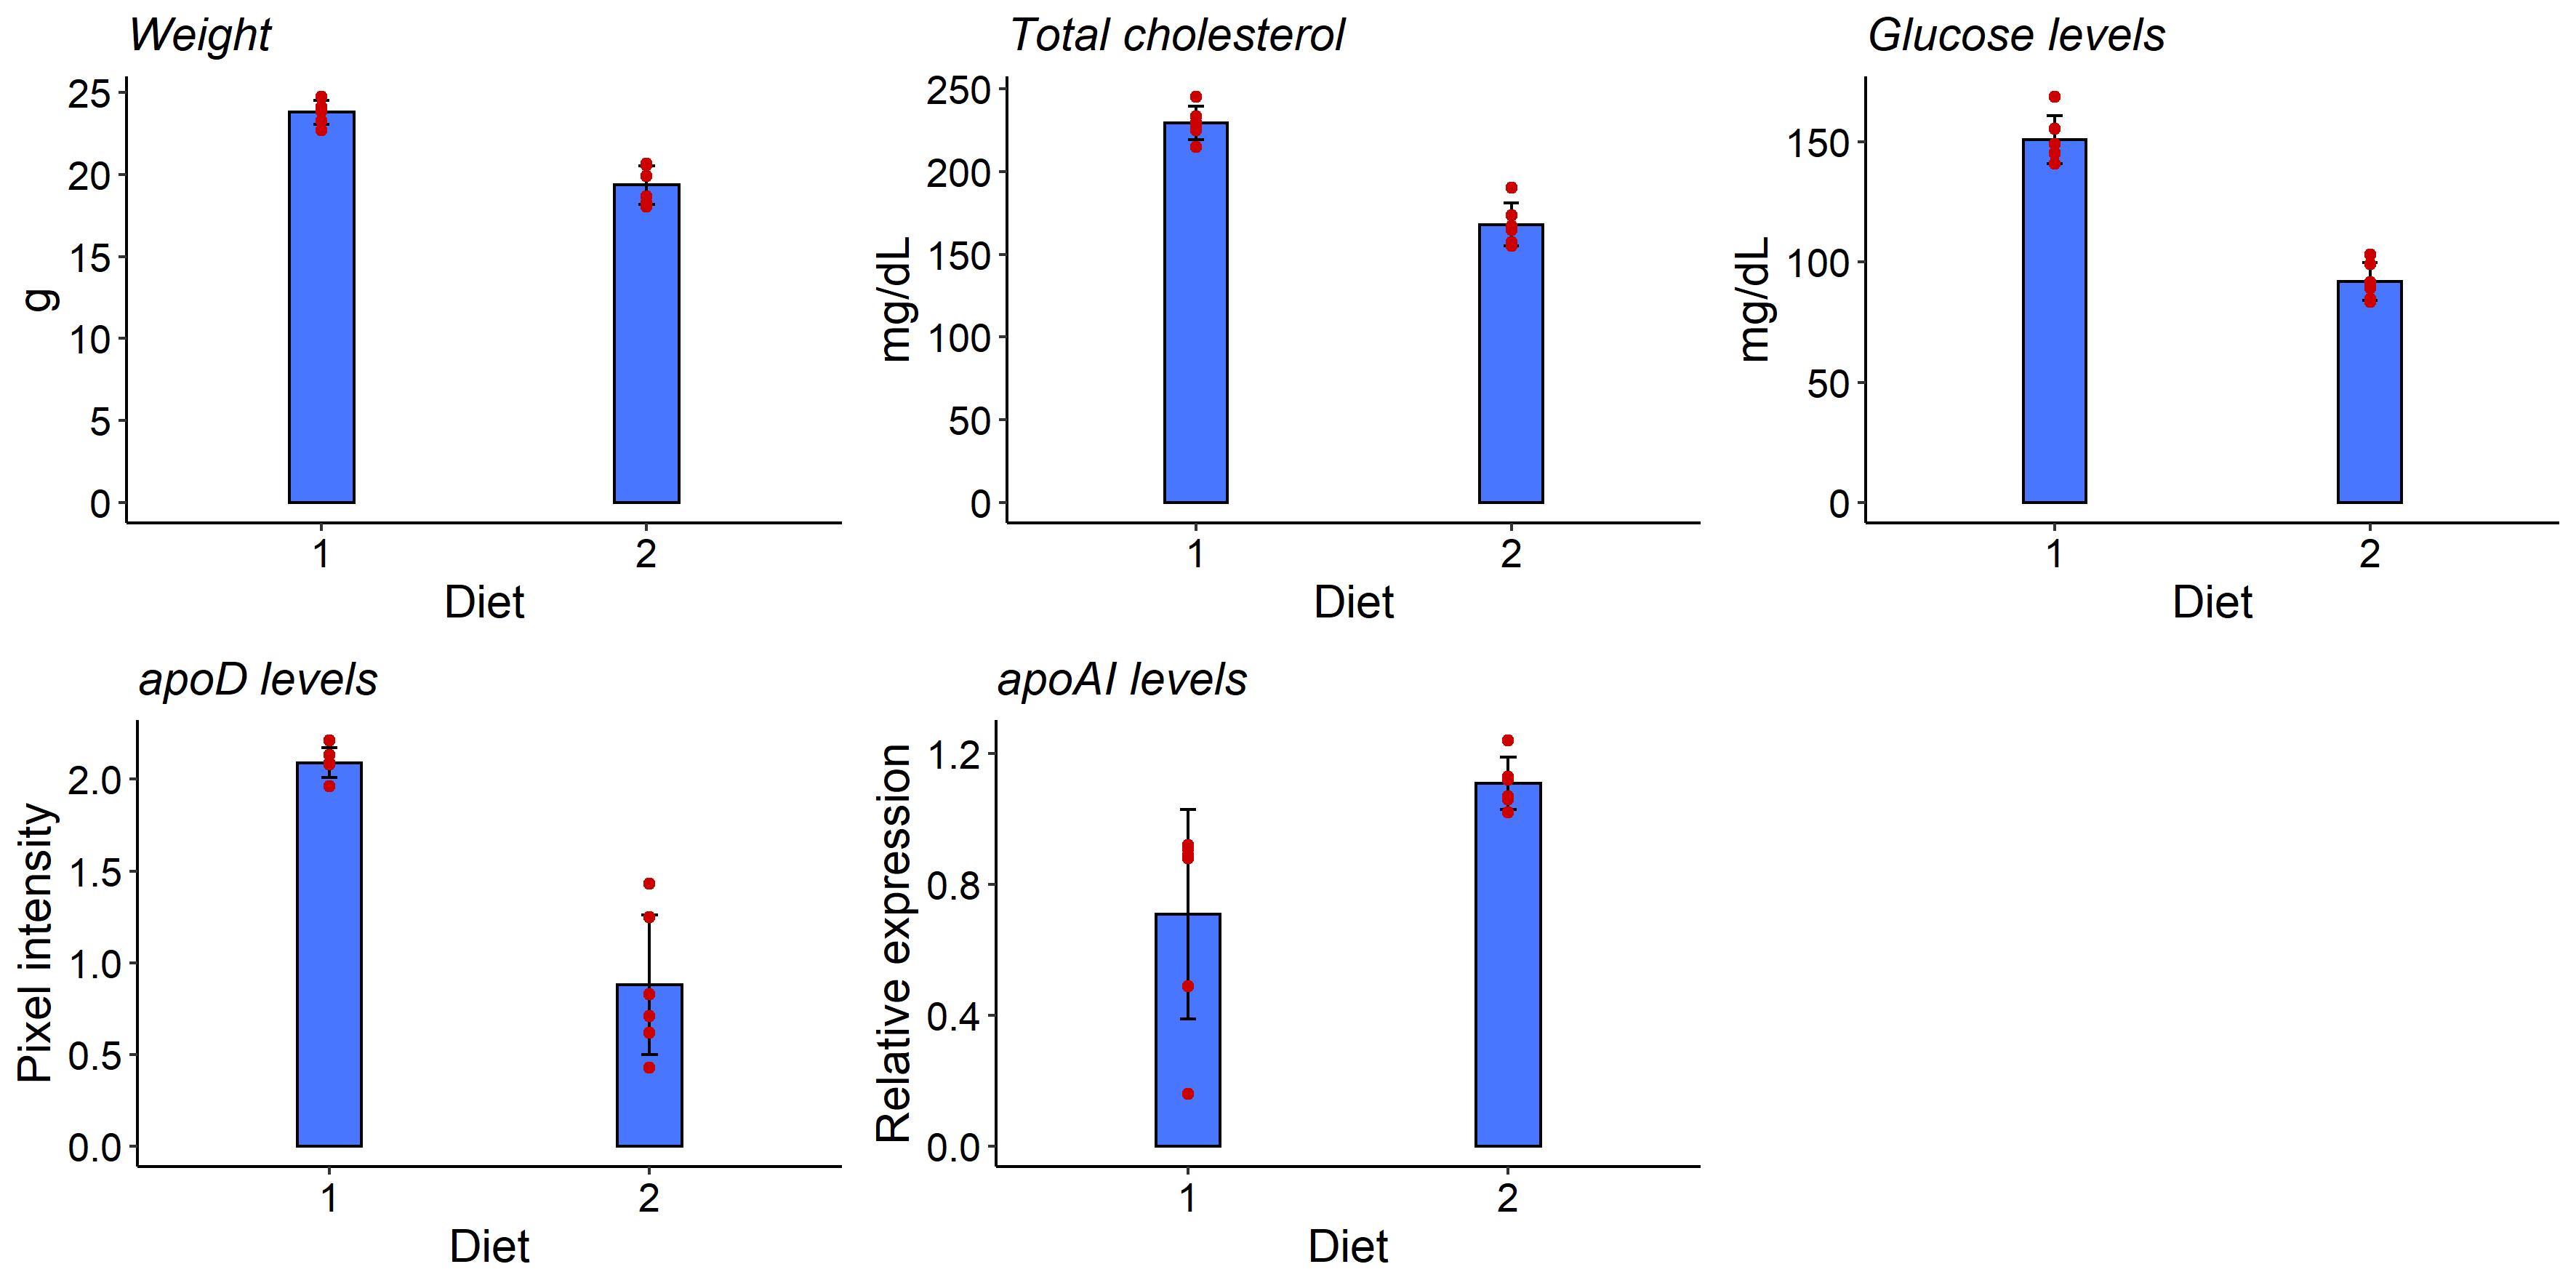 Weight
g
25
20
15
10
5
0
1 2
Diet
Total cholesterol
mg/dL
250
200
150
100
50
0
1 2
Diet
Glucose levels
mg/dL
150
100
50
0
1 2
Diet
apoD levels
Pixel intensity
2.0
1.5
1.0
0.5
0.0
1 2
Diet
apoAI levels
Relative expression
1.2
0.8
0.4
0.0
1 2
Diet